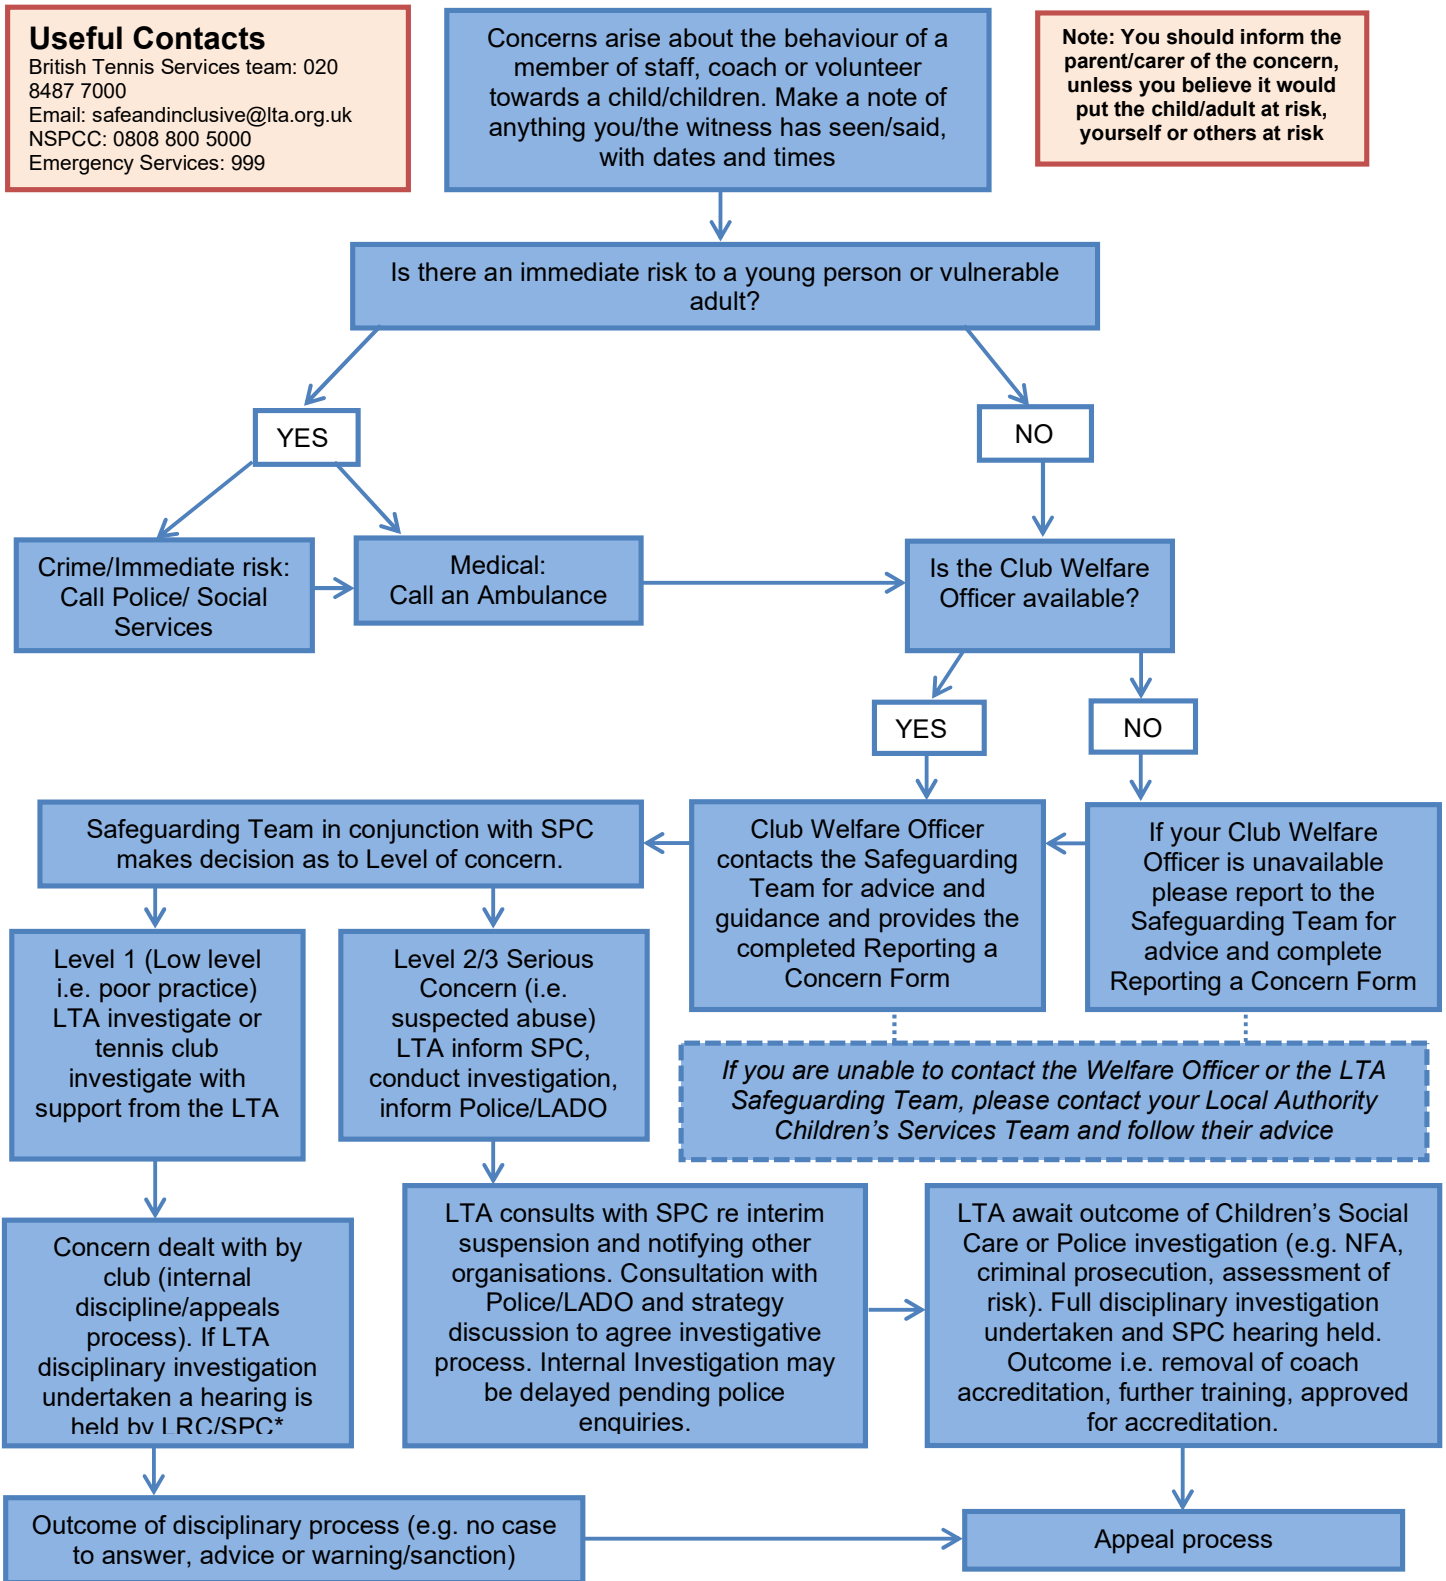 Useful Contacts
British Tennis Services team: 020
8487 7000
Email: safeandinclusive@lta.org.uk
NSPCC: 0808 800 5000
Emergency Services: 999
Concerns arise about the behaviour of a
member of staff, coach or volunteer
towards a child/children. Make a note of
anything you/the witness has seen/said,
with dates and times
Note: You should inform the
parent/carer of the concern,
unless you believe it would
put the child/adult at risk,
yourself or others at risk
Is there an immediate risk to a young person or vulnerable
adult?
YES
NO
Crime/Immediate risk:
Call Police/ Social
Services
Medical:
Call an Ambulance
Is the Club Welfare
Officer available?
YES
NO
Safeguarding Team in conjunction with SPC
makes decision as to Level of concern.
Club Welfare Officer
contacts the Safeguarding
Team for advice and
guidance and provides the
completed Reporting a
Concern Form
If your Club Welfare
Officer is unavailable
please report to the
Safeguarding Team for
advice and complete
Reporting a Concern Form
Level 1 (Low level
i.e. poor practice)
LTA investigate or
tennis club
investigate with
support from the LTA
Level 2/3 Serious
Concern (i.e.
suspected abuse)
LTA inform SPC,
conduct investigation,
inform Police/LADO
If you are unable to contact the Welfare Officer or the LTA
Safeguarding Team, please contact your Local Authority
Children’s Services Team and follow their advice
Concern dealt with by
club (internal
discipline/appeals
process). If LTA
disciplinary investigation
undertaken a hearing is
held by LRC/SPC*
LTA consults with SPC re interim
suspension and notifying other
organisations. Consultation with
Police/LADO and strategy
discussion to agree investigative
process. Internal Investigation may
be delayed pending police
enquiries.
LTA await outcome of Children’s Social
Care or Police investigation (e.g. NFA,
criminal prosecution, assessment of
risk). Full disciplinary investigation
undertaken and SPC hearing held.
Outcome i.e. removal of coach
accreditation, further training, approved
for accreditation.
Outcome of disciplinary process (e.g. no case
to answer, advice or warning/sanction)
Appeal process